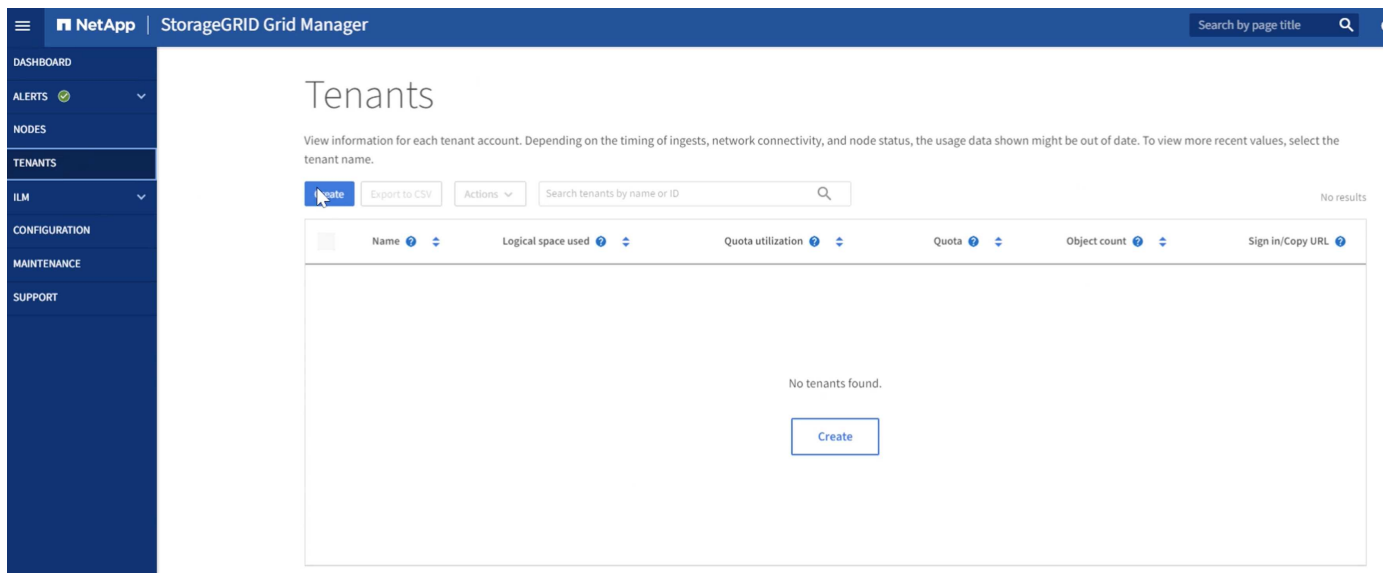 NetApp | StorageGRID Grid Manager
Search by page title
DASHBOARD
ALERTS
NODES
TENANTS
ILM
CONFIGURATION
MAINTENANCE
SUPPORT
Tenants
View information for each tenant account. Depending on the timing of ingests, network connectivity, and node status, the usage data shown might be out of date. To view more recent values, select the
tenant name.
Create Export to CSV Actions Search tenants by name or ID
No results
Name Logical space used Quota utilization Quota Object count Sign in/Copy URL
No tenants found.
Create